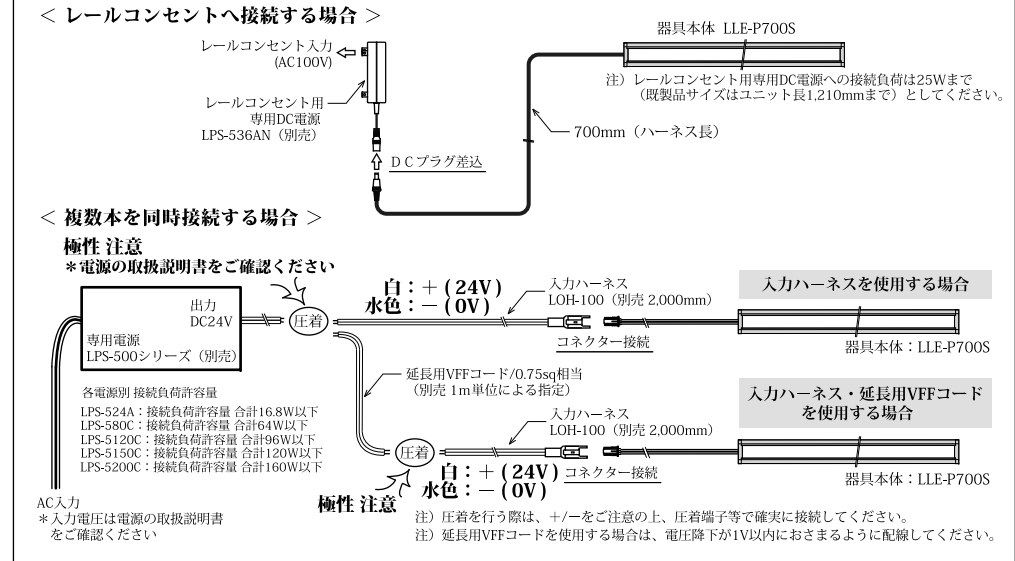 ＜ レールコンセントへ接続する場合 ＞
レールコンセント入力
(AC100V)
レールコンセント用
専用DC電源
LPS-536AN（別売）
ＤＣプラグ差込
700mm（ハーネス長）
器具本体 LLE-P700S
注）レールコンセント用専用DC電源への接続負荷は25Wまで
（既製品サイズはユニット長1,210mmまで）としてください。
＜ 複数本を同時接続する場合 ＞
極性 注意
＊電源の取扱説明書をご確認ください
出力
DC24V
専用電源
LPS-500シリーズ（別売）
圧着
白：＋ ( 24V )
水色：－ ( 0V )
入力ハーネス
LOH-100（別売 2,000mm）
コネクター接続
入力ハーネスを使用する場合
器具本体：LLE-P700S
延長用VFFコード/0.75sq相当
（別売 1ｍ単位による指定）
各電源別 接続負荷許容量
LPS-524A：接続負荷許容量 合計16.8W以下
LPS-580C：接続負荷許容量 合計64W以下
LPS-5120C：接続負荷許容量 合計96W以下
LPS-5150C：接続負荷許容量 合計120W以下
LPS-5200C：接続負荷許容量 合計160W以下
入力ハーネス・延長用VFFコード
を使用する場合
入力ハーネス
LOH-100（別売 2,000mm）
圧着
白：＋ ( 24V )
水色：－ ( 0V )
コネクター接続
器具本体：LLE-P700S
極性 注意
AC入力
＊入力電圧は電源の取扱説明書
をご確認ください
注）圧着を行う際は、＋/ーをご注意の上、圧着端子等で確実に接続してください。
注）延長用VFFコードを使用する場合は、電圧降下が1V以内におさまるように配線してください。